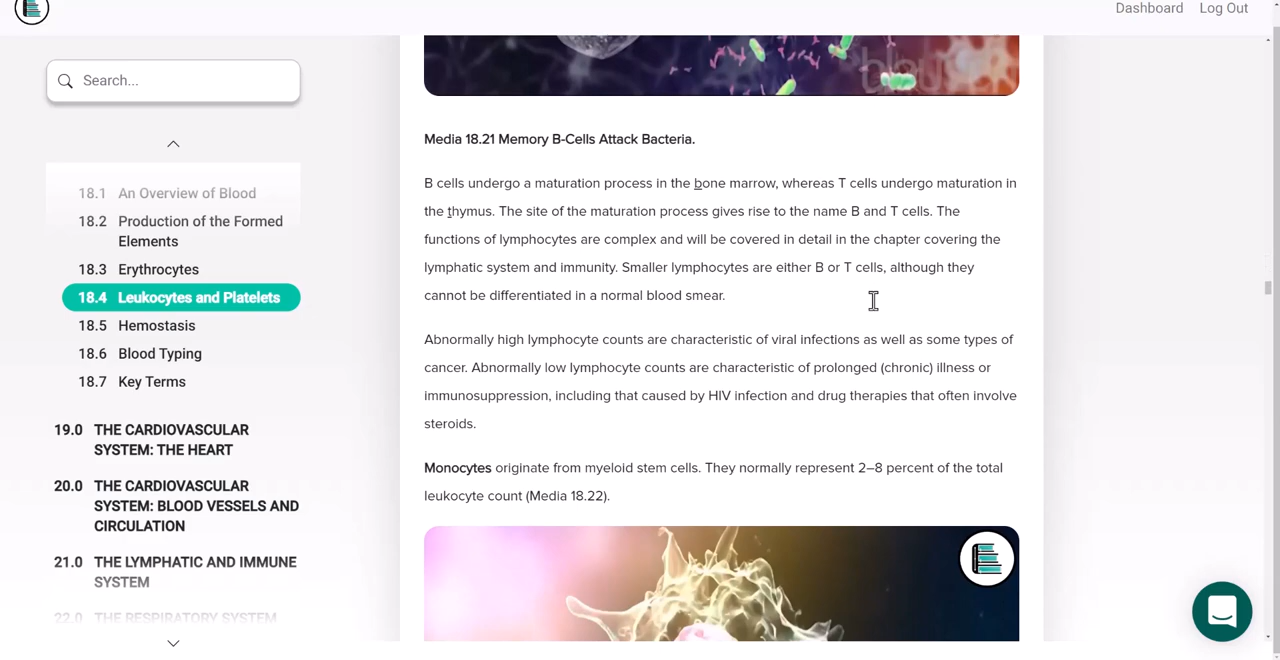 Dashboard Log Out
Search...
18.1 An Overview of Blood
18.2 Production of the Formed
Elements
18.3 Erythrocytes
18.4 Leukocytes and Platelets
18.5 Hemostasis
18.6 Blood Typing
18.7 Key Terms
19.0 THE CARDIOVASCULAR
SYSTEM: THE HEART
20.0 THE CARDIOVASCULAR
SYSTEM: BLOOD VESSELS AND
CIRCULATION
21.0 THE LYMPHATIC AND IMMUNE
SYSTEM
22.0 THE RESPIRATORY SYSTEM
Media 18.21 Memory B-Cells Attack Bacteria.
B cells undergo a maturation process in the bone marrow, whereas T cells undergo maturation in
the thymus. The site of the maturation process gives rise to the name B and T cells. The
functions of lymphocytes are complex and will be covered in detail in the chapter covering the
lymphatic system and immunity. Smaller lymphocytes are either B or T cells, although they
cannot be differentiated in a normal blood smear.
Abnormally high lymphocyte counts are characteristic of viral infections as well as some types of
cancer. Abnormally low lymphocyte counts are characteristic of prolonged (chronic) illness or
immunosuppression, including that caused by HIV infection and drug therapies that often involve
steroids.
Monocytes originate from myeloid stem cells. They normally represent 2–8 percent of the total
leukocyte count (Media 18.22).